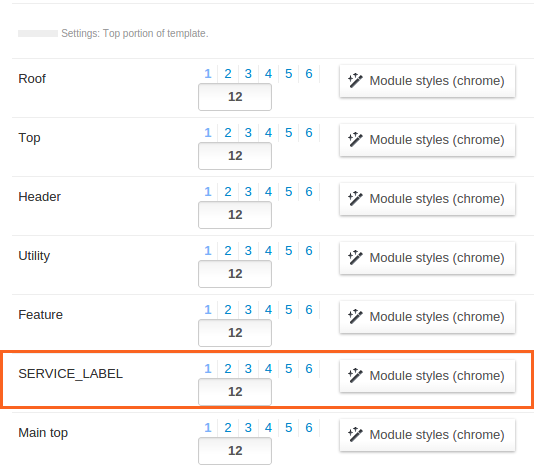 Settings: Top portion of template.
Roof 1 2 3 4 5 6 Module styles (chrome)
12
Top 1 2 3 4 5 6 Module styles (chrome)
12
Header 1 2 3 4 5 6 Module styles (chrome)
12
Utility 1 2 3 4 5 6 Module styles (chrome)
12
Feature 1 2 3 4 5 6 Module styles (chrome)
12
SERVICE_LABEL 1 2 3 4 5 6 Module styles (chrome)
12
Main top 1 2 3 4 5 6 Module styles (chrome)
12